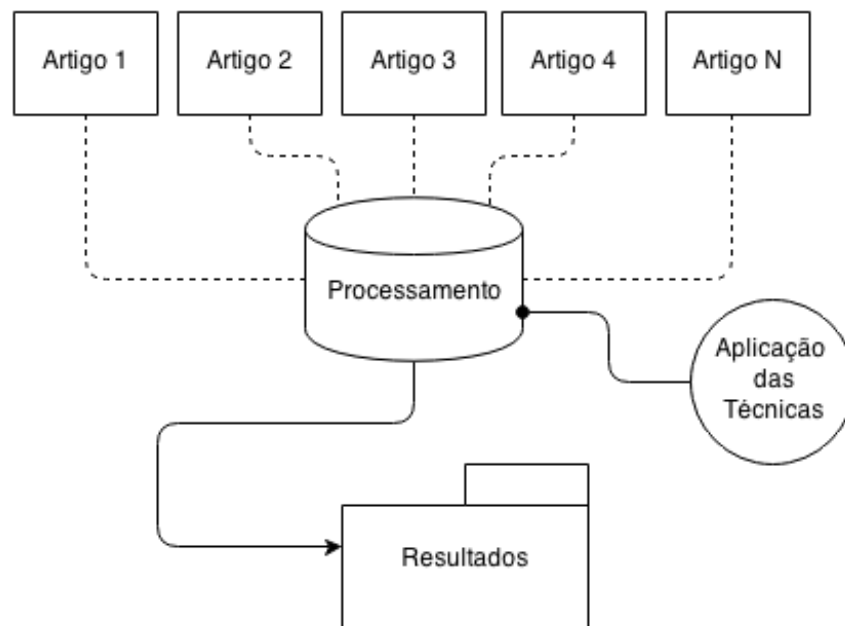 Artigo 1
Artigo 2
Artigo 3
Artigo 4
Artigo N
Processamento
Aplicação
das
Técnicas
Resultados